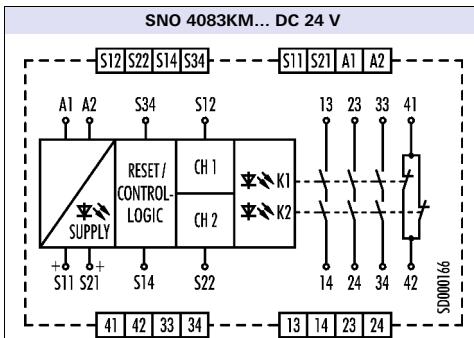 SNO 4083KM... DC 24 V
S12 S22 S14 S34 S11 S21 A1 A2
A1 A2 S34 S12 13 23 33 41
RESET / CONTROL- LOGIC
CH 1
K1
SUPPLY
CH 2
K2
+ S11 S21 + S14 S22 14 24 34 42
SD000166
41 42 33 34 13 14 23 24